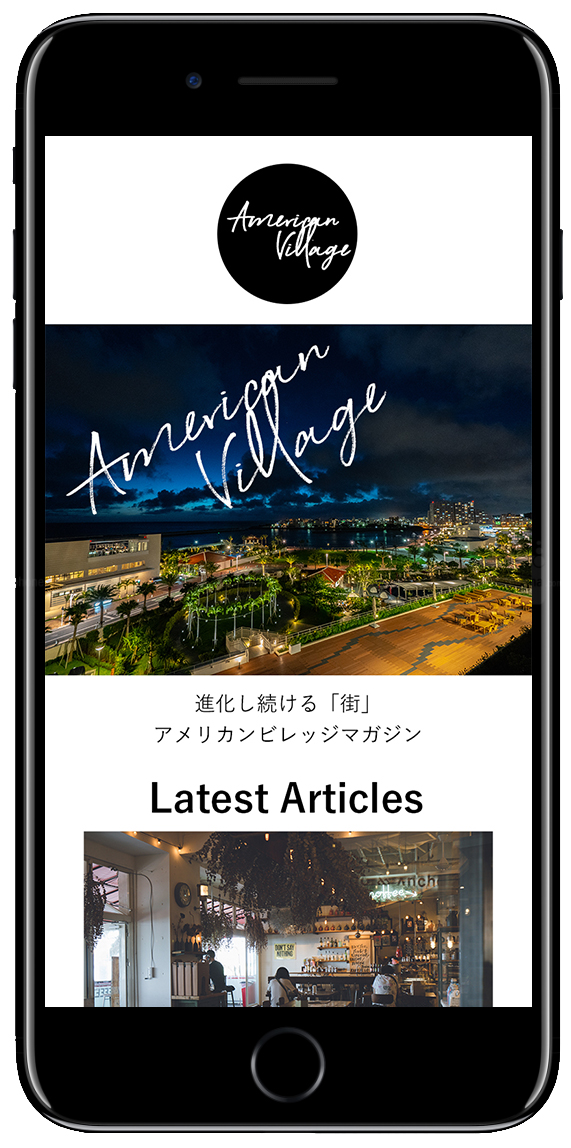 American
Village
American
Village
進化し続ける「街」
アメリカンビレッジマガジン
Latest Articles
DON'T SAY
NOTHING